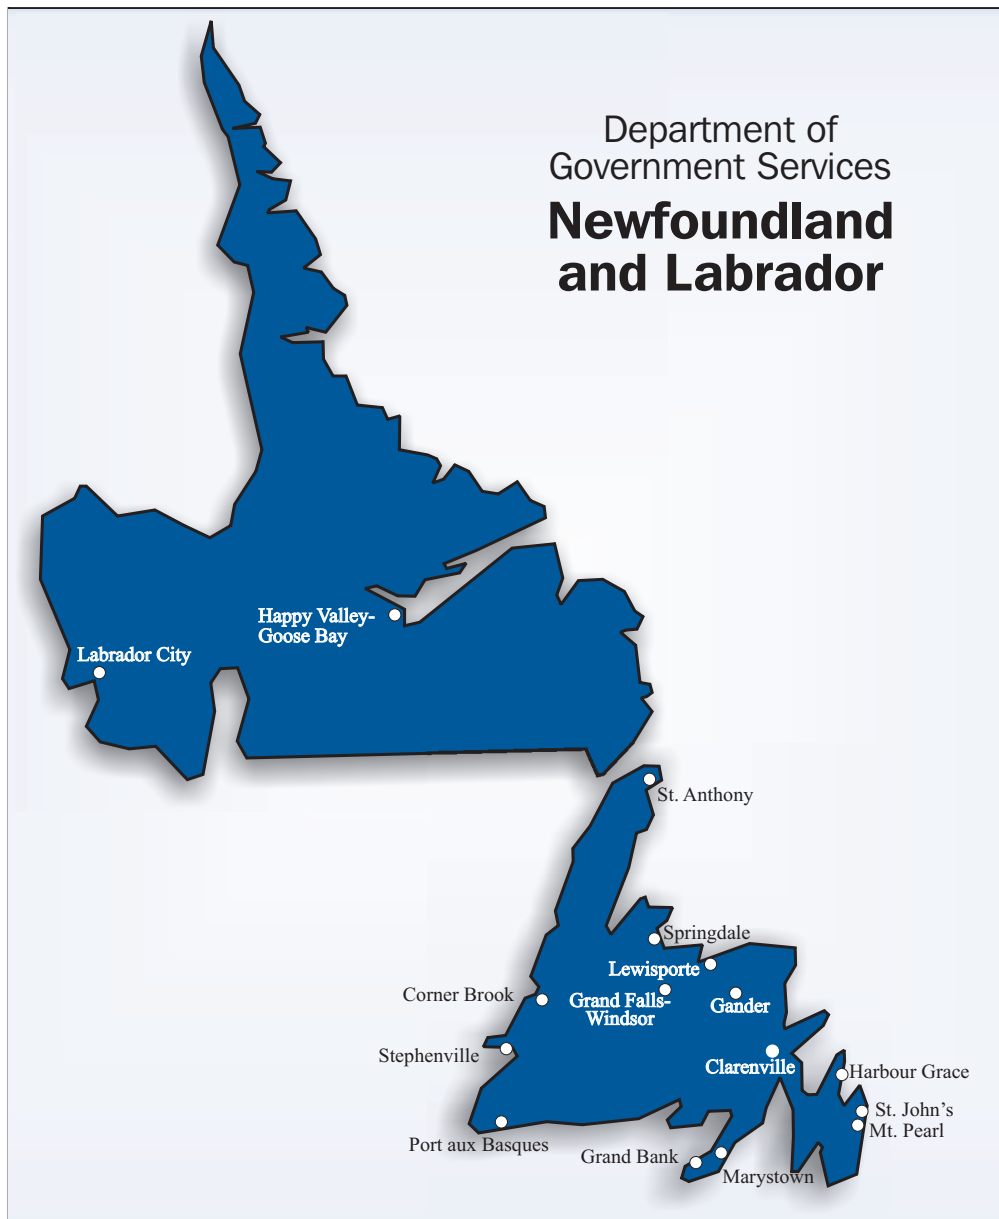 Department of
Government Services
Newfoundland
and Labrador
Happy Valley-
Goose Bay
Labrador City
St. Anthony
Springdale
Lewisporte
Corner Brook
Grand Falls-
Windsor
Gander
Stephenville
Clarenville
Harbour Grace
St. John's
Mt. Pearl
Port aux Basques
Grand Bank
Marystown